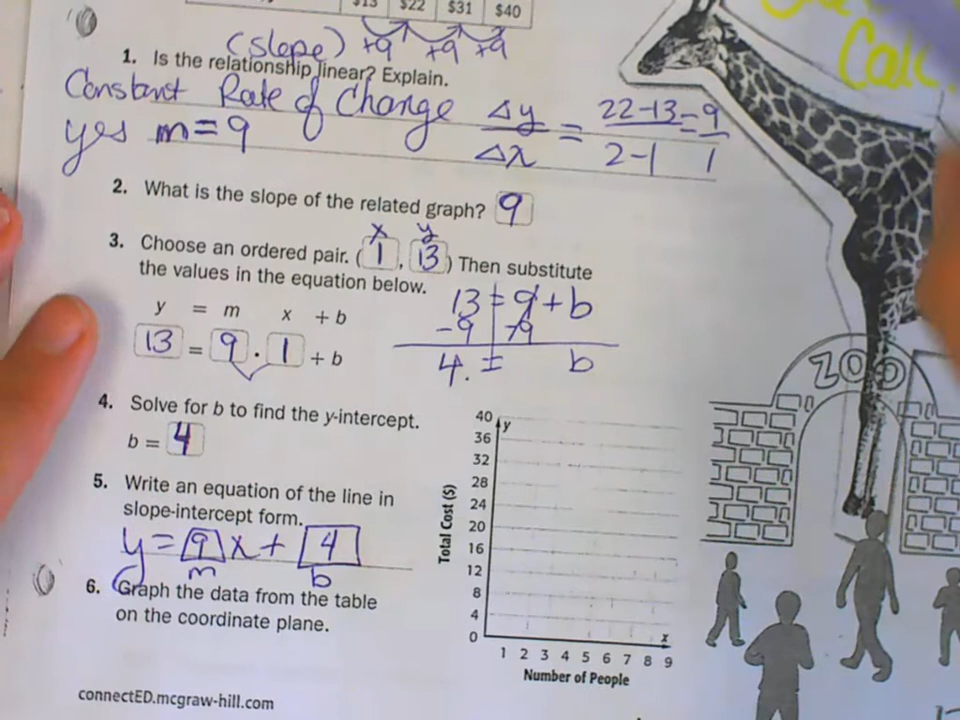 $13 $22 $31 $40
(slope) +9 +9 +9
1. Is the relationship linear? Explain.
Constant Rate of Change Δy/Δx = 22-13/2-1 = 9/1
yes m=9
2. What is the slope of the related graph? 9
x y
3. Choose an ordered pair. (1, 13) Then substitute
the values in the equation below.
y = m x + b
13 = 9 · 1 + b
13 = 9 + b
-9 -9
4. = b
4. Solve for b to find the y-intercept.
b = 4
5. Write an equation of the line in
slope-intercept form.
y = 9x + 4
m b
6. Graph the data from the table
on the coordinate plane.
40 y
36
32
28
24
20
16
12
8
4
0 x
1 2 3 4 5 6 7 8 9
Total Cost ($)
Number of People
ZOO
connectED.mcgraw-hill.com